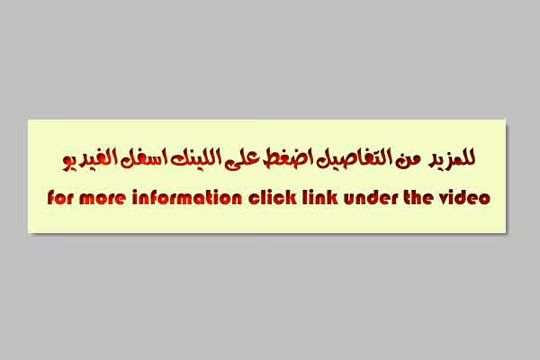 للمزيد من التفاصيل اضغط على اللينك اسفل الفيديو
for more information click link under the video